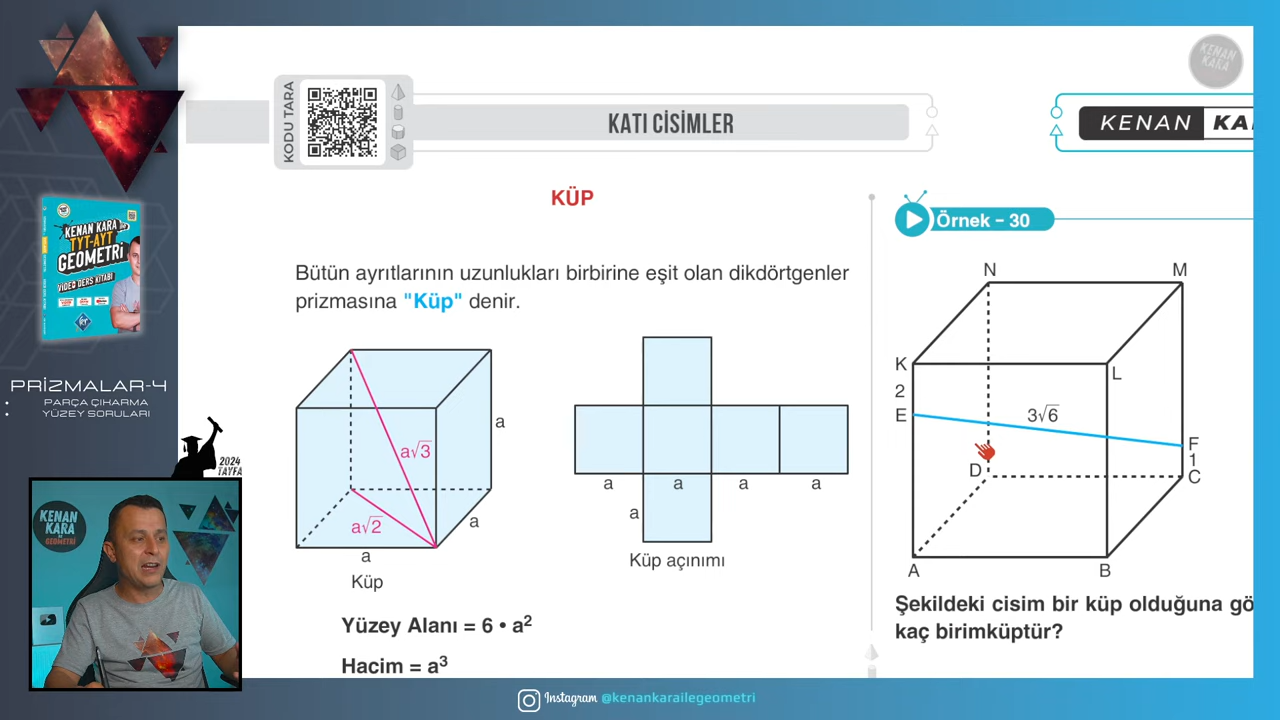 KENAN KARA
KODU TARA
KATI CİSİMLER
KENAN KA
KÜP
Bütün ayrıtlarının uzunlukları birbirine eşit olan dikdörtgenler
prizmasına "Küp" denir.
a√3
a
a√2
a
a
Küp
a
a
a
a
a
Küp açınımı
Yüzey Alanı = 6 • a²
Hacim = a³
Örnek – 30
N
M
K
L
2
E
3√6
F
1
D
C
A
B
Şekildeki cisim bir küp olduğuna gö
kaç birimküptür?
KENAN KARA
TYT-AYT
GEOMETRİ
VİDEO DERS KİTABI
PRİZMALAR-4
• PARÇA ÇIKARMA
• YÜZEY SORULARI
2024
TAYFA
KENAN
KARA
GEOMETRİ
Instagram @kenankarailegeometri